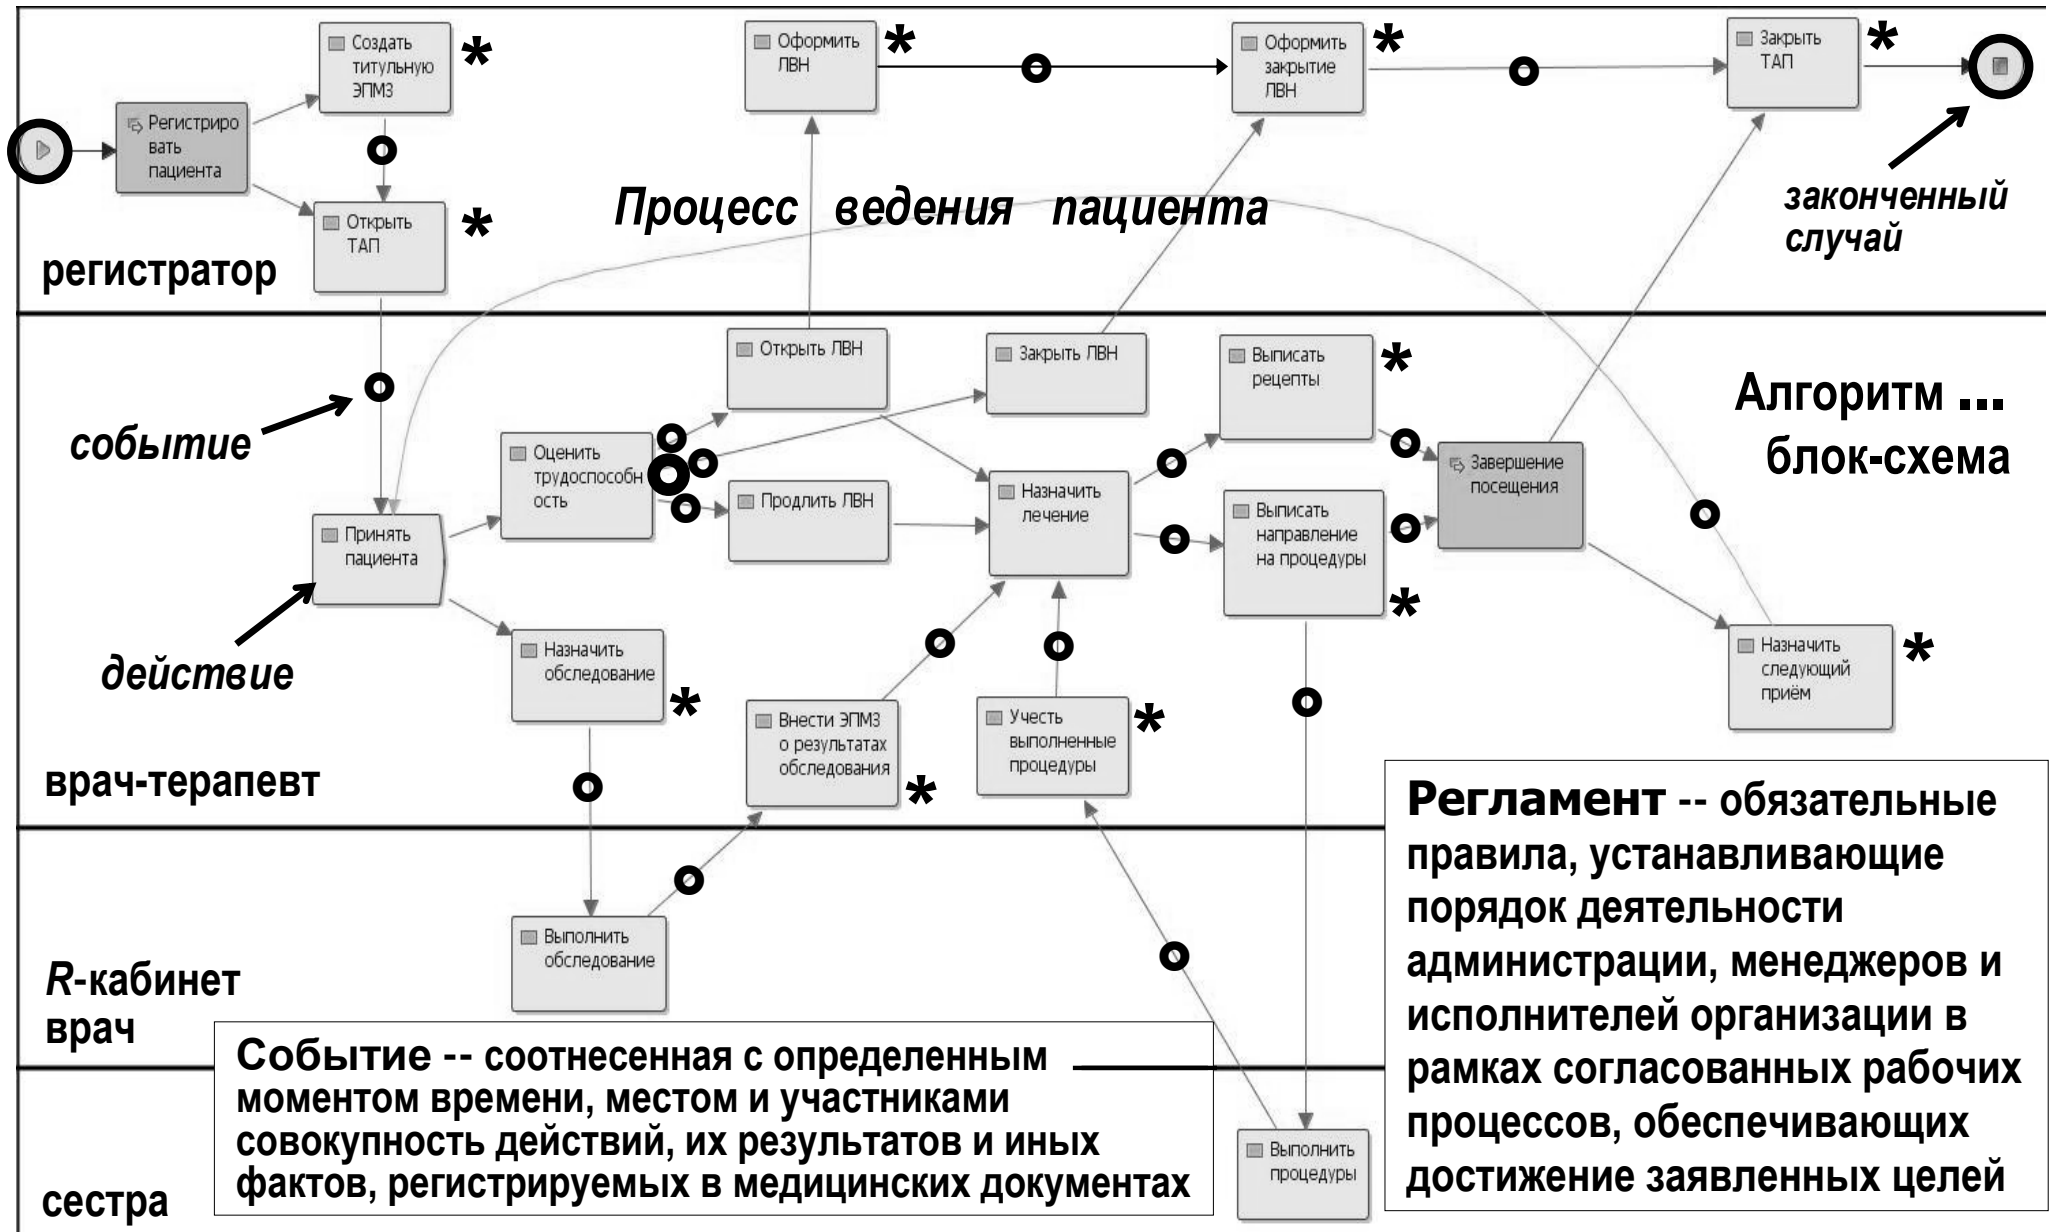 Создать
титульную
ЭПМЗ
*
Оформить
ЛВН
*
Оформить
закрытие
ЛВН
*
Закрыть
ТАП
*
Регистриро
вать
пациента
Открыть
ТАП
*
Процесс ведения пациента
законченный
случай
регистратор
Открыть ЛВН
Закрыть ЛВН
Выписать
рецепты
*
Алгоритм ...
блок-схема
событие
Оценить
трудоспособн
ость
Продлить ЛВН
Назначить
лечение
Выписать
направление
на процедуры
*
Завершение
посещения
Принять
пациента
действие
Назначить
обследование
*
Внести ЭПМЗ
о результатах
обследования
*
Учесть
выполненные
процедуры
*
Назначить
следующий
приём
*
врач-терапевт
Регламент -- обязательные
правила, устанавливающие
порядок деятельности
администрации, менеджеров и
исполнителей организации в
рамках согласованных рабочих
процессов, обеспечивающих
достижение заявленных целей
Выполнить
обследование
R-кабинет
врач
Событие -- соотнесенная с определенным
моментом времени, местом и участниками
совокупность действий, их результатов и иных
фактов, регистрируемых в медицинских документах
Выполнить
процедуры
сестра